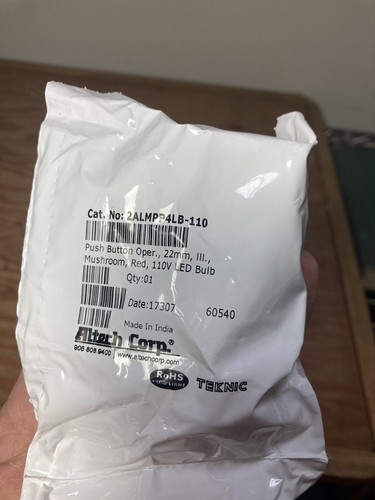 Cat. No: 2ALMPP4LB-110
Push Button Oper., 22mm, Ill.,
Mushroom, Red, 110V LED Bulb
Qty:01
Date:17307 60540
Made In India
Altech Corp.®
908 806 9400 www.altechcorp.com
RoHS
COMPLIANT
TEKNIC